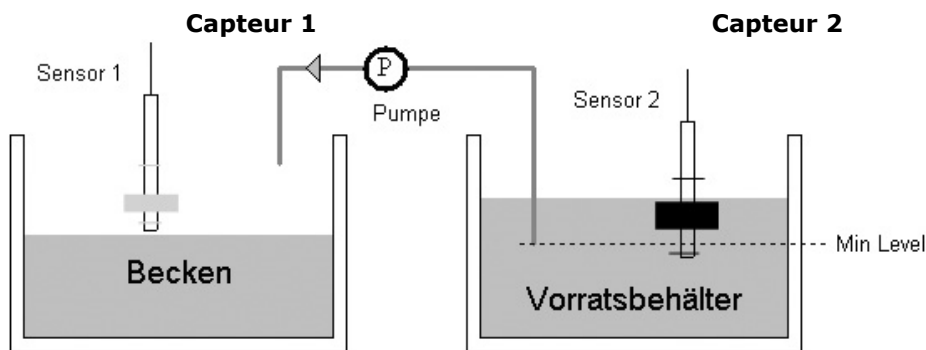 Capteur 1
Capteur 2
Sensor 1
P
Pumpe
Sensor 2
Min Level
Becken
Vorratsbehälter